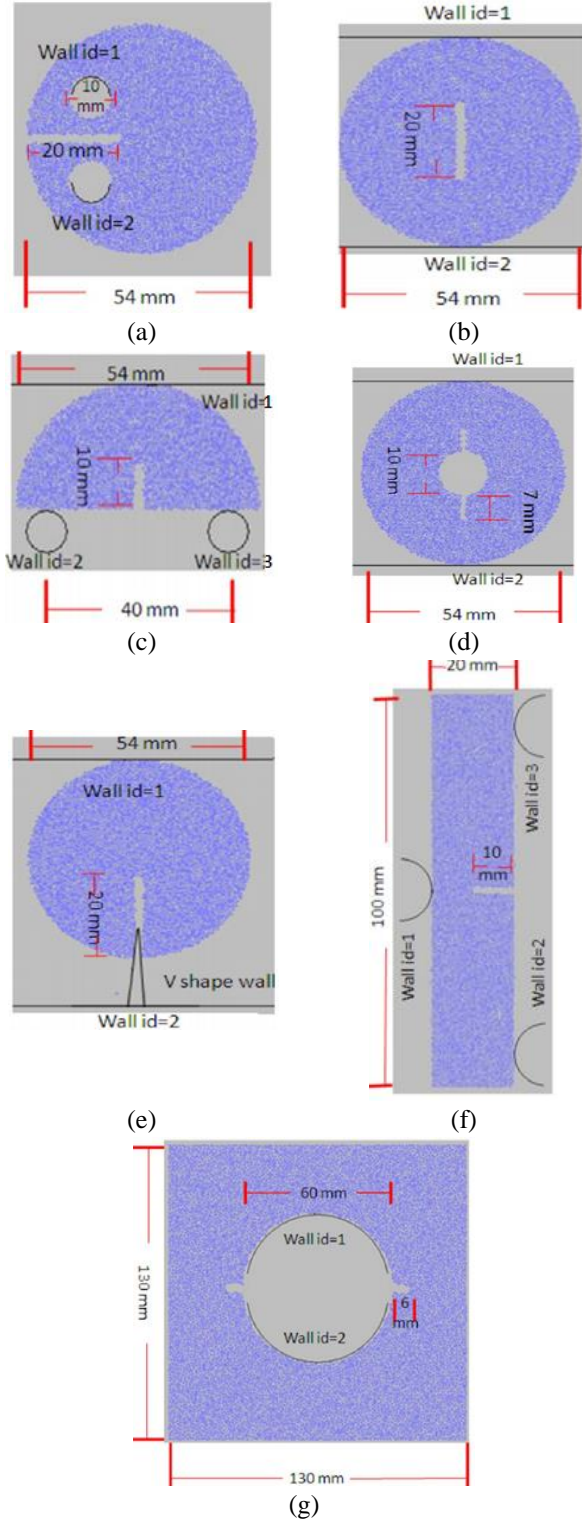 Wall id=1
10
mm
20 mm
Wall id=2
54 mm
(a)
Wall id=1
20 mm
Wall id=2
54 mm
(b)
54 mm
Wall id=1
10 mm
Wall id=2
Wall id=3
40 mm
(c)
Wall id=1
10 mm
7 mm
Wall id=2
54 mm
(d)
54 mm
Wall id=1
20 mm
V shape wall
Wall id=2
(e)
20 mm
Wall id=3
10
mm
100 mm
Wall id=1
Wall id=2
(f)
60 mm
Wall id=1
130 mm
6
mm
Wall id=2
130 mm
(g)